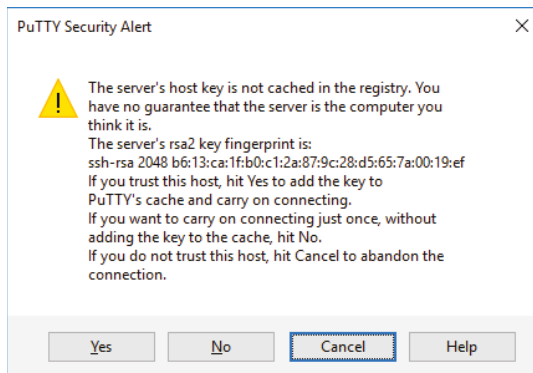 PuTTY Security Alert
The server's host key is not cached in the registry. You
have no guarantee that the server is the computer you
think it is.
The server's rsa2 key fingerprint is:
ssh-rsa 2048 b6:13:ca:1f:b0:c1:2a:87:9c:28:d5:65:7a:00:19:ef
If you trust this host, hit Yes to add the key to
PuTTY's cache and carry on connecting.
If you want to carry on connecting just once, without
adding the key to the cache, hit No.
If you do not trust this host, hit Cancel to abandon the
connection.
Yes No Cancel Help